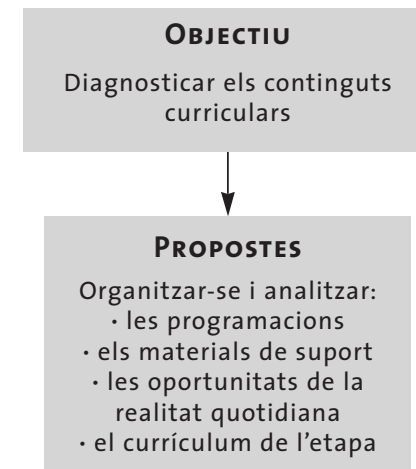 OBJECTIU
Diagnosticar els continguts
curriculars
PROPOSTES
Organitzar-se i analitzar:
· les programacions
· els materials de suport
· les oportunitats de la
realitat quotidiana
· el currículum de l’etapa